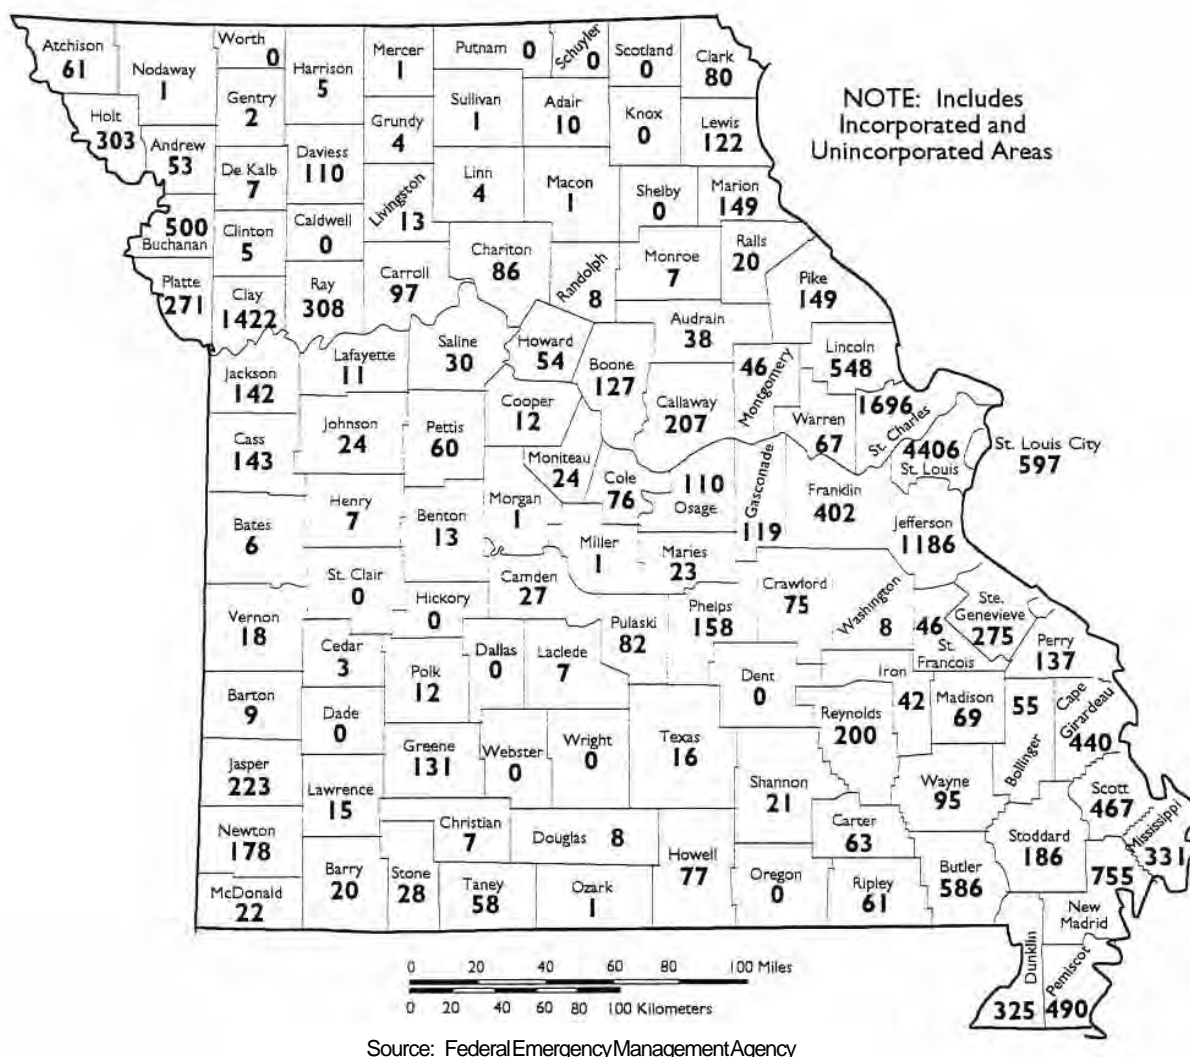 Atchison
61
Nodaway
1
Worth
0
Gentry
2
Harrison
5
Mercer
1
Putnam 0
Schuyler
0
Scotland
0
Clark
80
NOTE: Includes
Incorporated and
Unincorporated Areas
Holt
303
Andrew
53
De Kalb
7
Daviess
110
Grundy
4
Sullivan
1
Adair
10
Knox
0
Lewis
122
Livingston
13
Linn
4
Macon
1
Shelby
0
Marion
149
500
Buchanan
Clinton
5
Caldwell
0
Chariton
86
Randolph
8
Monroe
7
Ralls
20
Platte
271
Clay
1422
Ray
308
Carroll
97
Pike
149
Audrain
38
Saline
30
Howard
54
Boone
127
46
Montgomery
Lincoln
548
Lafayette
11
Jackson
142
Cooper
12
Callaway
207
Warren
67
1696
St. Charles
4406
St. Louis
St. Louis City
597
Cass
143
Johnson
24
Pettis
60
Moniteau
24
Cole
76
110
Osage
Gasconade
119
Franklin
402
Jefferson
1186
Bates
6
Henry
7
Benton
13
Morgan
1
Miller
1
Maries
23
St. Clair
0
Hickory
0
Camden
27
Pulaski
82
Phelps
158
Crawford
75
Washington
8
46
St.
Francois
Ste.
Genevieve
275
Perry
137
Vernon
18
Cedar
3
Polk
12
Dallas
0
Laclede
7
Dent
0
Iron
42
Madison
69
55
Bollinger
Cape
Girardeau
440
Barton
9
Dade
0
Greene
131
Webster
0
Wright
0
Texas
16
Reynolds
200
Jasper
223
Lawrence
15
Shannon
21
Wayne
95
Scott
467
Mississippi
331
Newton
178
Christian
7
Douglas 8
Howell
77
Carter
63
Stoddard
186
McDonald
22
Barry
20
Stone
28
Taney
58
Ozark
1
Oregon
0
Ripley
61
Butler
586
755
New
Madrid
Dunklin
325
Pemiscot
490
0 20 40 60 80 100 Miles
0 20 40 60 80 100 Kilometers
Source: Federal Emergency Management Agency